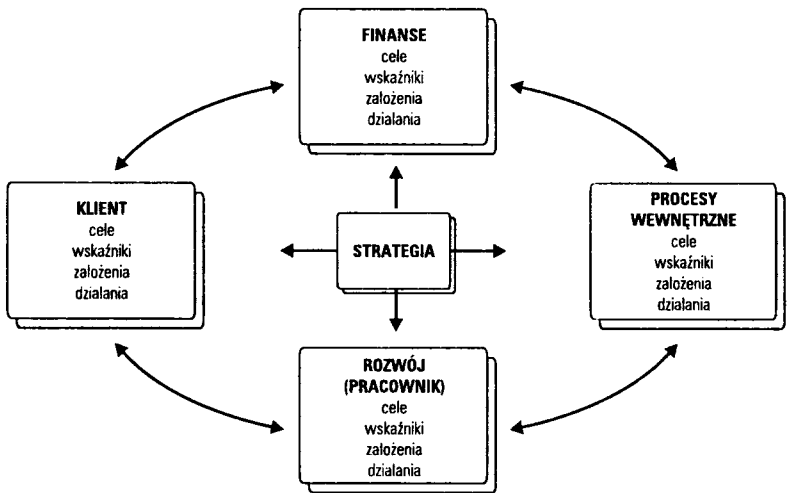 FINANSE
cele
wskaźniki
założenia
działania
KLIENT
cele
wskaźniki
założenia
działania
STRATEGIA
PROCESY
WEWNĘTRZNE
cele
wskaźniki
założenia
działania
ROZWÓJ
(PRACOWNIK)
cele
wskaźniki
założenia
działania